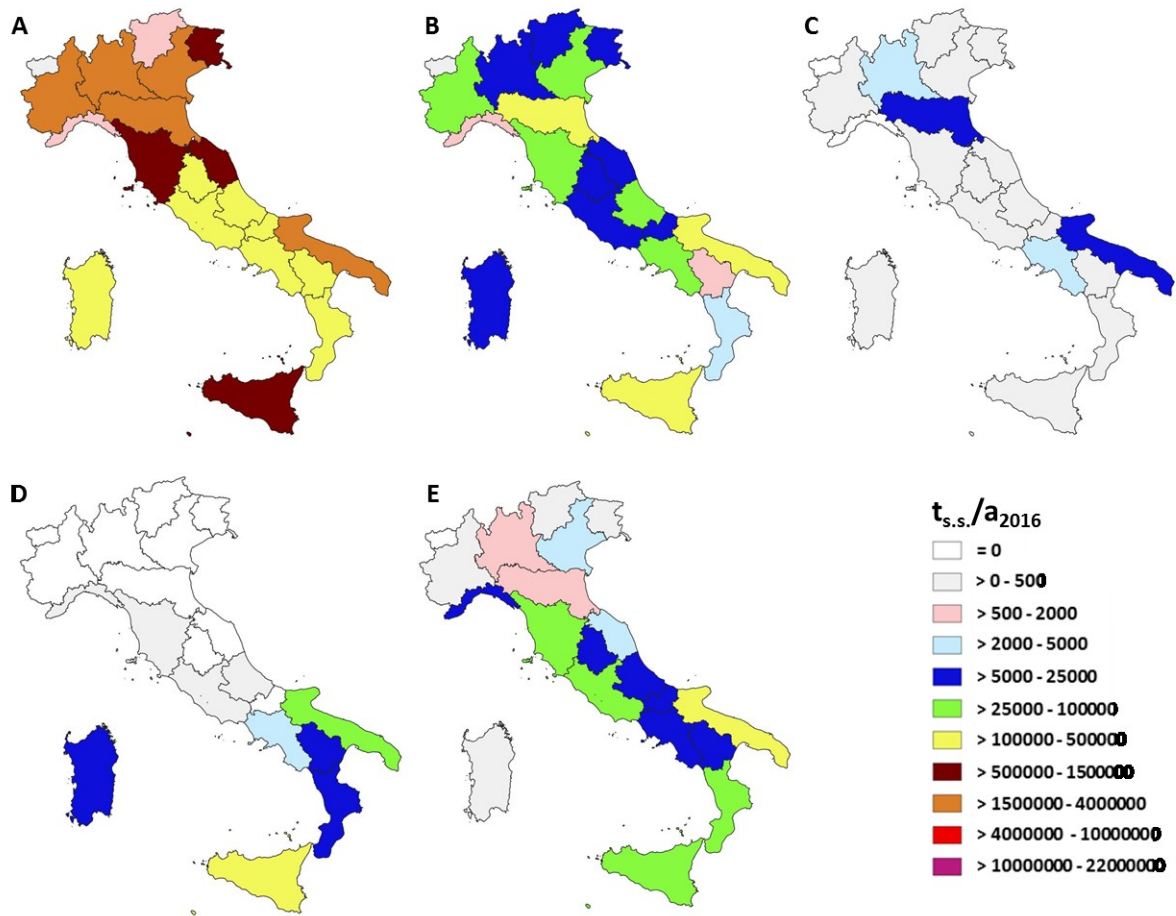 A
B
C
D
E
ts.s./a2016
= 0
> 0 - 500
> 500 - 2000
> 2000 - 5000
> 5000 - 25000
> 25000 - 100000
> 100000 - 500000
> 500000 - 1500000
> 1500000 - 4000000
> 4000000 - 10000000
> 10000000 - 22000000